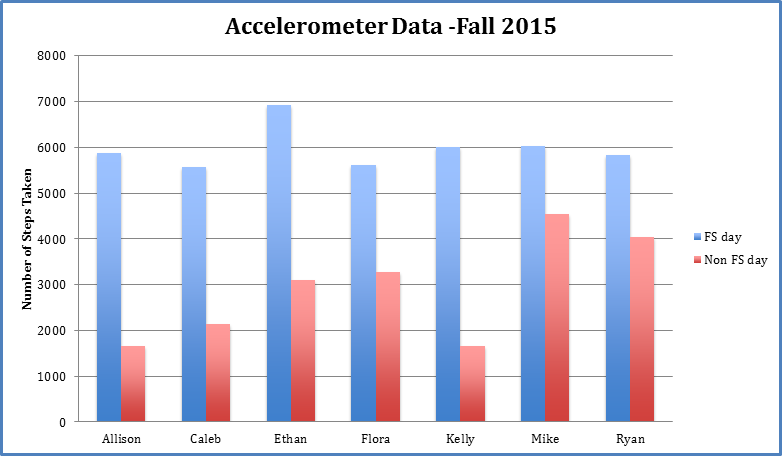 Accelerometer Data -Fall 2015
8000
7000
6000
5000
4000
3000
2000
1000
0
Number of Steps Taken
Allison Caleb Ethan Flora Kelly Mike Ryan
FS day
Non FS day